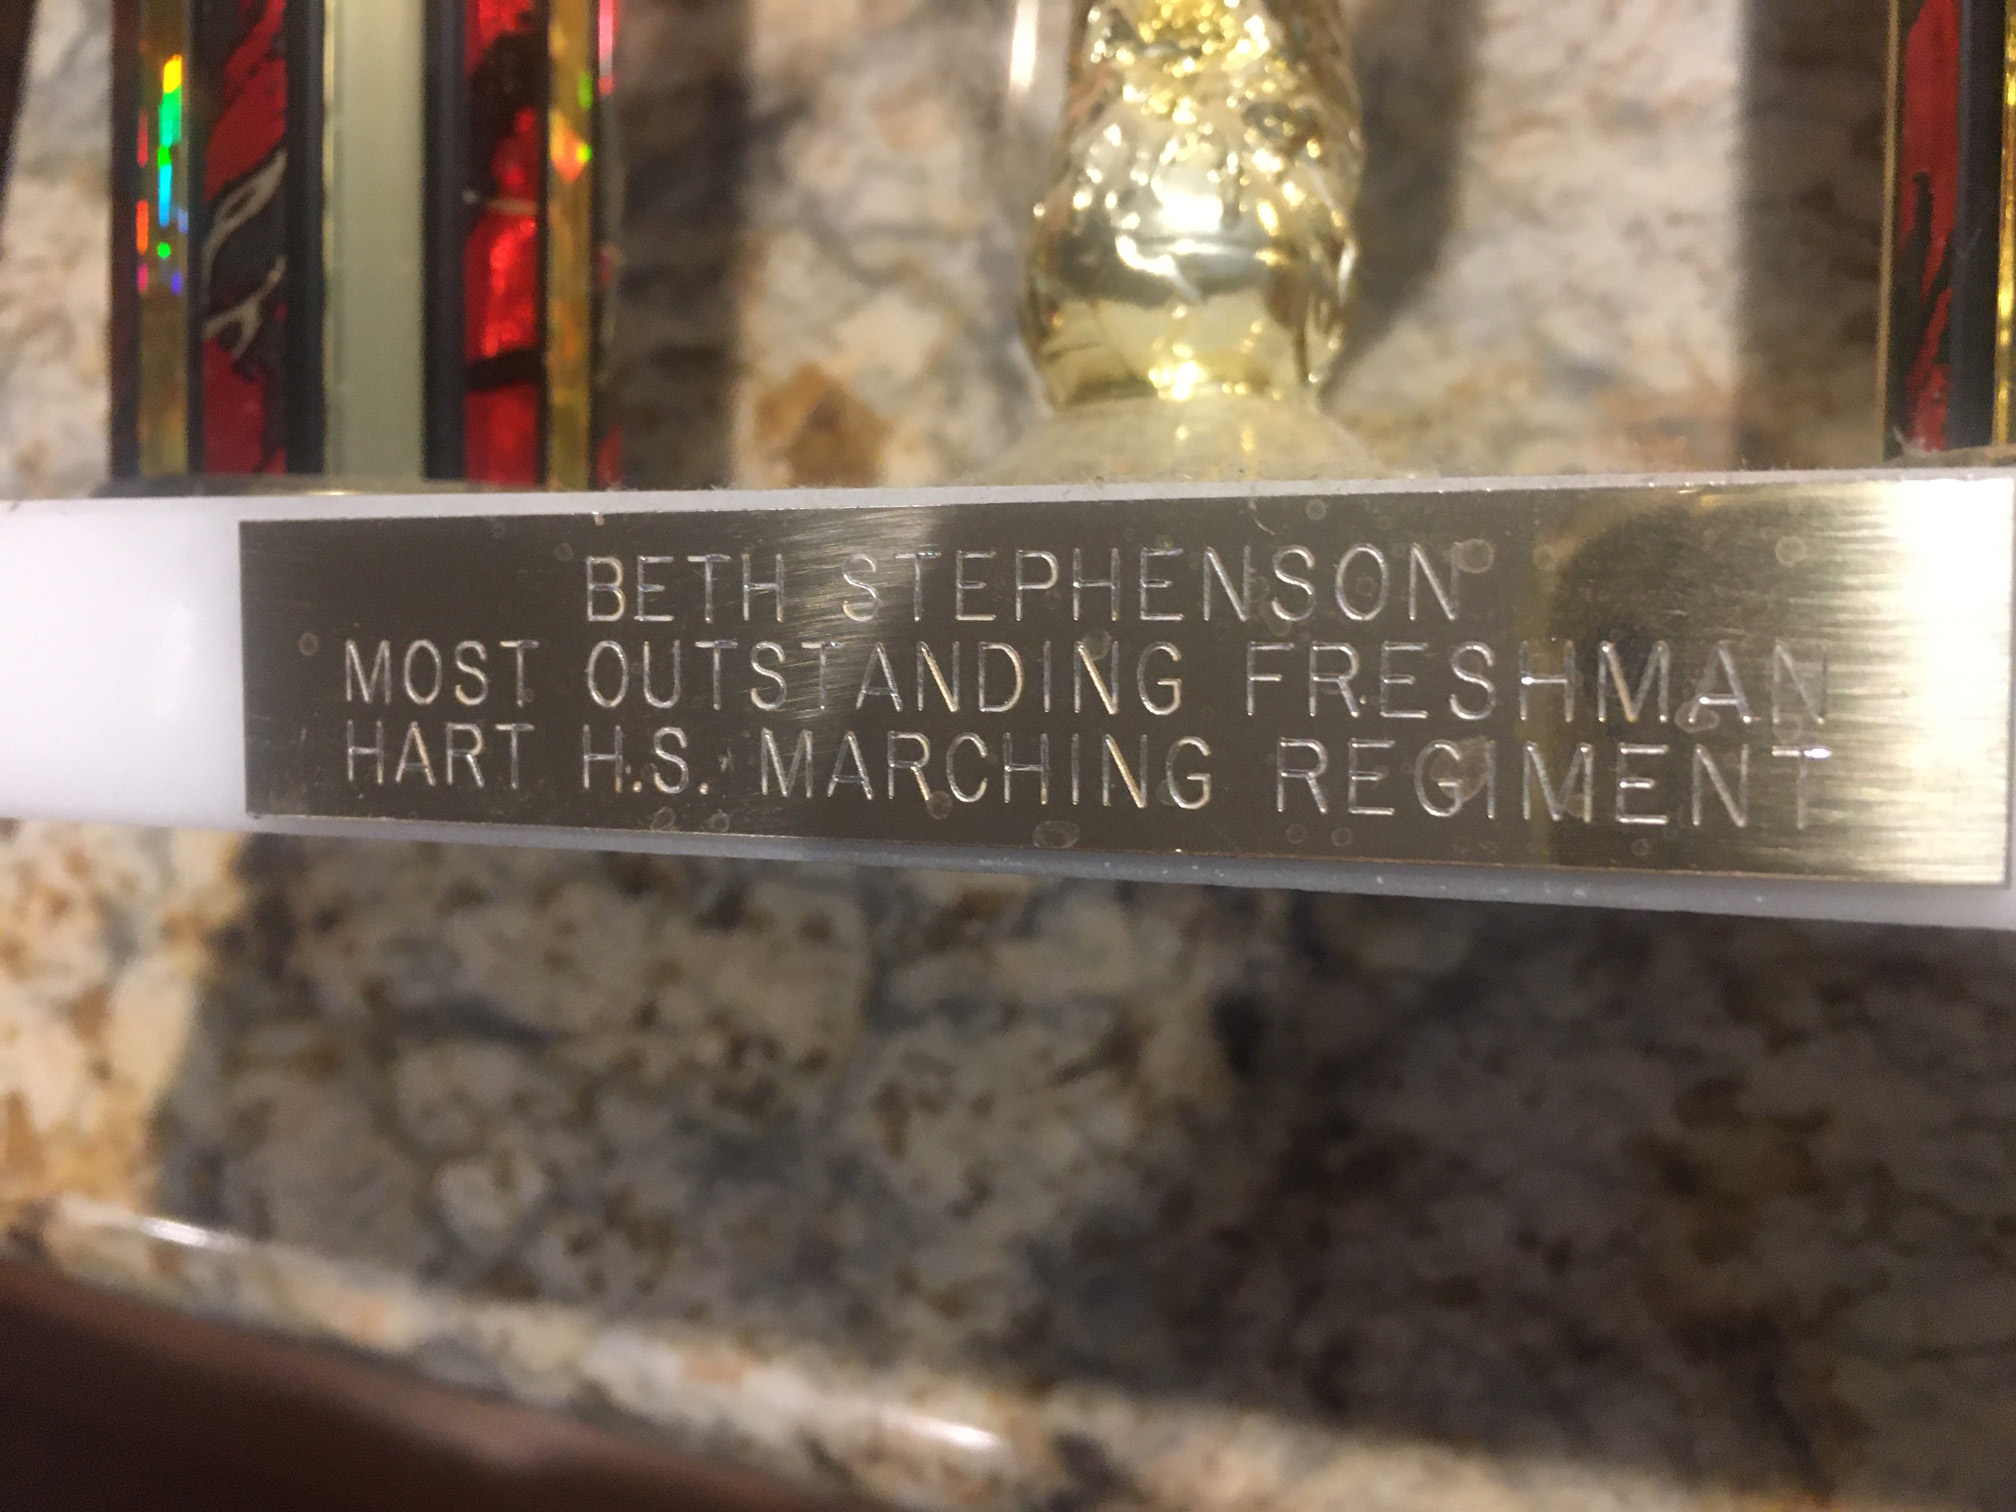 BETH STEPHENSON
MOST OUTSTANDING FRESHMAN
HART H.S. MARCHING REGIMENT